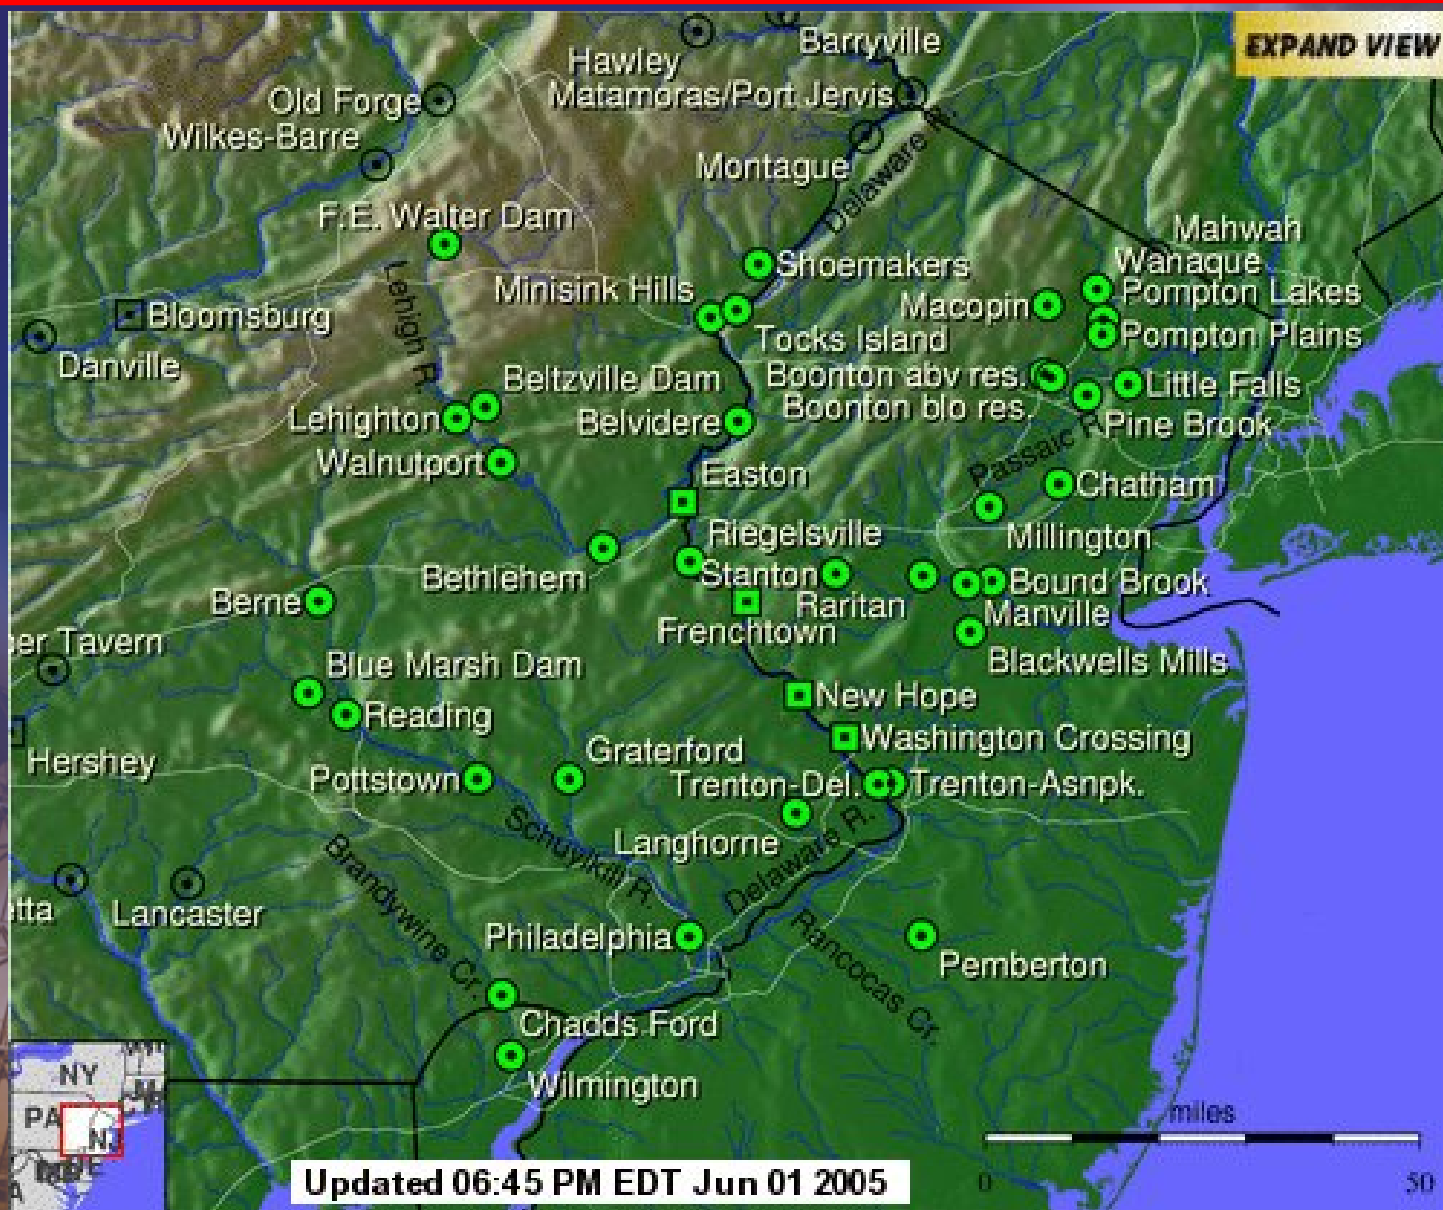 EXPAND VIEW
Barryville
Hawley
Matamoras/Port Jervis
Old Forge
Wilkes-Barre
Montague
Delaware R.
F.E. Walter Dam
Mahwah
Wanaque
Shoemakers
Minisink Hills
Pompton Lakes
Macopin
Lehigh R.
Bloomsburg
Pompton Plains
Tocks Island
Danville
Beltzville Dam
Boonton abv res.
Little Falls
Boonton blo res.
Lehighton
Belvidere
Pine Brook
Passaic R.
Walnutport
Easton
Chatham
Riegelsville
Millington
Bethlehem
Stanton
Bound Brook
Berne
Raritan
Manville
Frenchtown
er Tavern
Blackwells Mills
Blue Marsh Dam
New Hope
Reading
Washington Crossing
Hershey
Graterford
Pottstown
Trenton-Del.
Trenton-Asnpk.
Langhorne
Schuylkill R.
Delaware R.
Brandywine Cr.
Lancaster
tta
Philadelphia
Rancocas Cr.
Pemberton
Chadds Ford
Wilmington
NY
PA
NJ
DE
miles
0 50
Updated 06:45 PM EDT Jun 01 2005